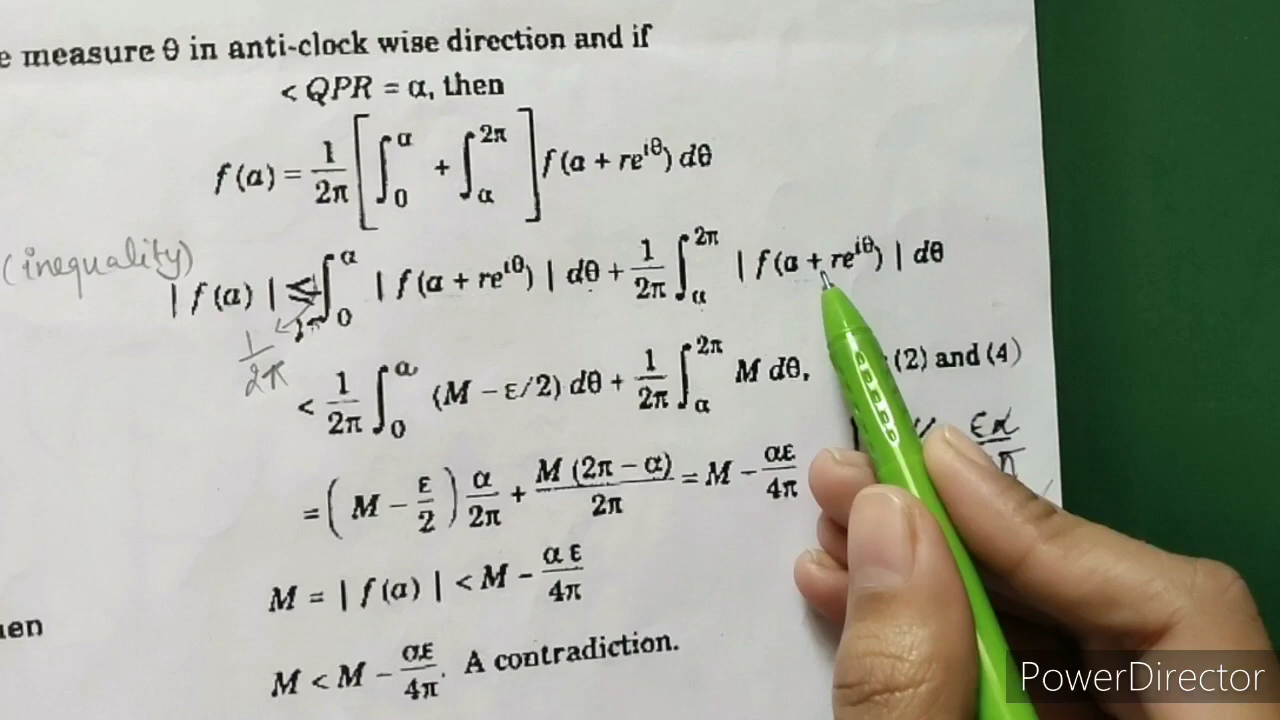 e measure θ in anti-clock wise direction and if
< QPR = α, then
f (a) = 1/2π [ ∫₀^α + ∫_α^2π ] f (a + re^iθ) dθ
(inequality)
| f (a) | ≤ ∫₀^α | f (a + re^iθ) | dθ + 1/2π ∫_α^2π | f (a + re^iθ) | dθ
1/2π
< 1/2π ∫₀^α (M − ε/2) dθ + 1/2π ∫_α^2π M dθ, (2) and (4)
= ( M − ε/2 ) α/2π + M (2π − α)/2π = M − αε/4π
M = | f (a) | < M − α ε/4π
M < M − αε/4π. A contradiction.
PowerDirector